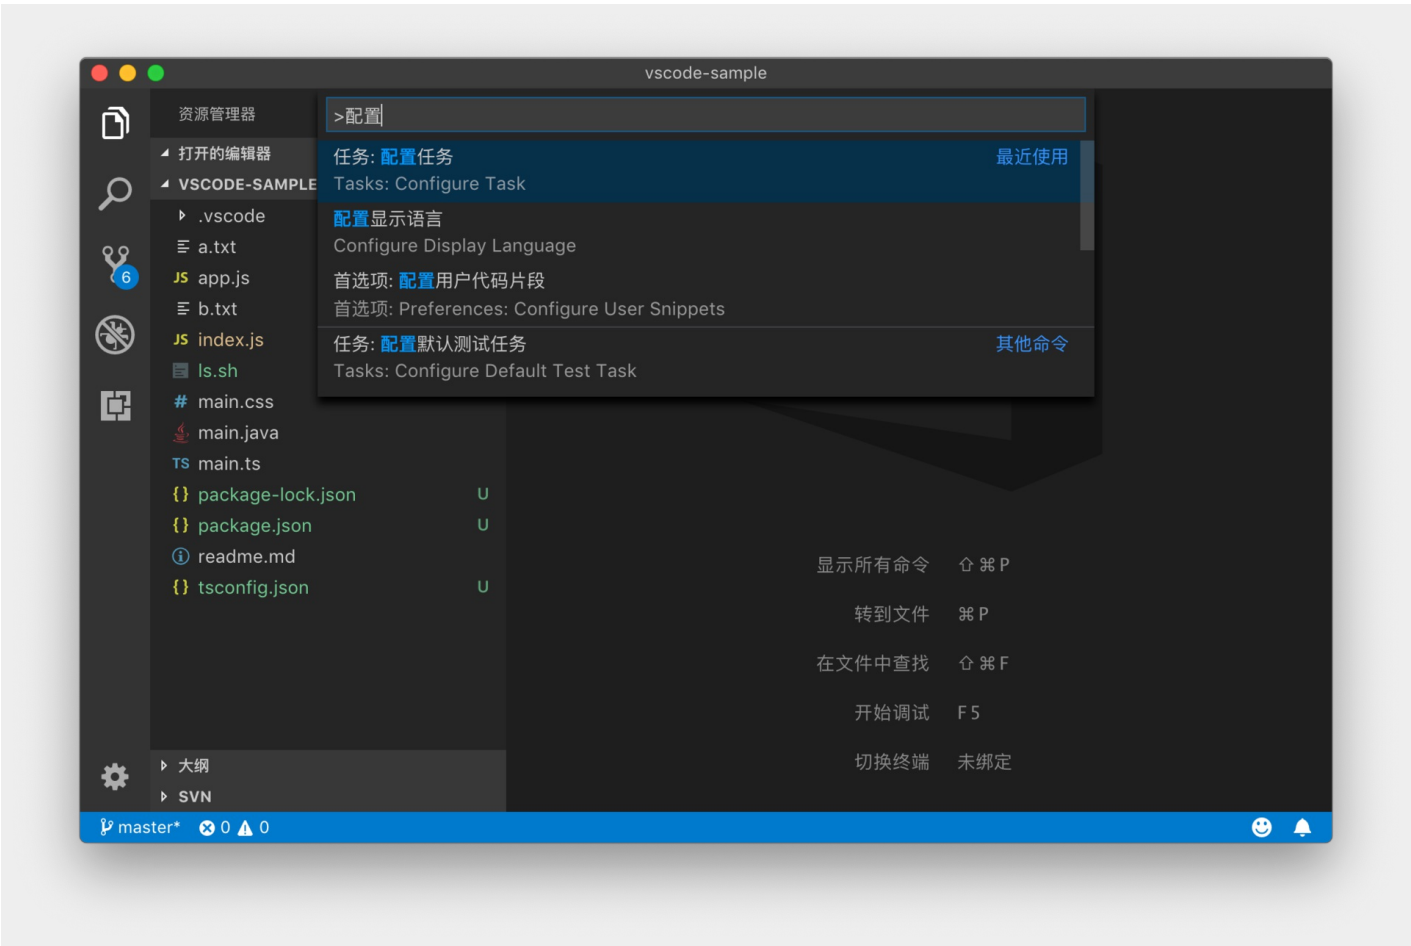 vscode-sample
资源管理器
>配置
打开的编辑器
VSCODE-SAMPLE
.vscode
a.txt
JS app.js
b.txt
JS index.js
ls.sh
# main.css
main.java
TS main.ts
{} package-lock.json U
{} package.json U
readme.md
{} tsconfig.json U
大纲
SVN
任务: 配置任务 最近使用
Tasks: Configure Task
配置显示语言
Configure Display Language
首选项: 配置用户代码片段
首选项: Preferences: Configure User Snippets
任务: 配置默认测试任务 其他命令
Tasks: Configure Default Test Task
显示所有命令 ⇧⌘P
转到文件 ⌘P
在文件中查找 ⇧⌘F
开始调试 F5
切换终端 未绑定
6
master* 0 0